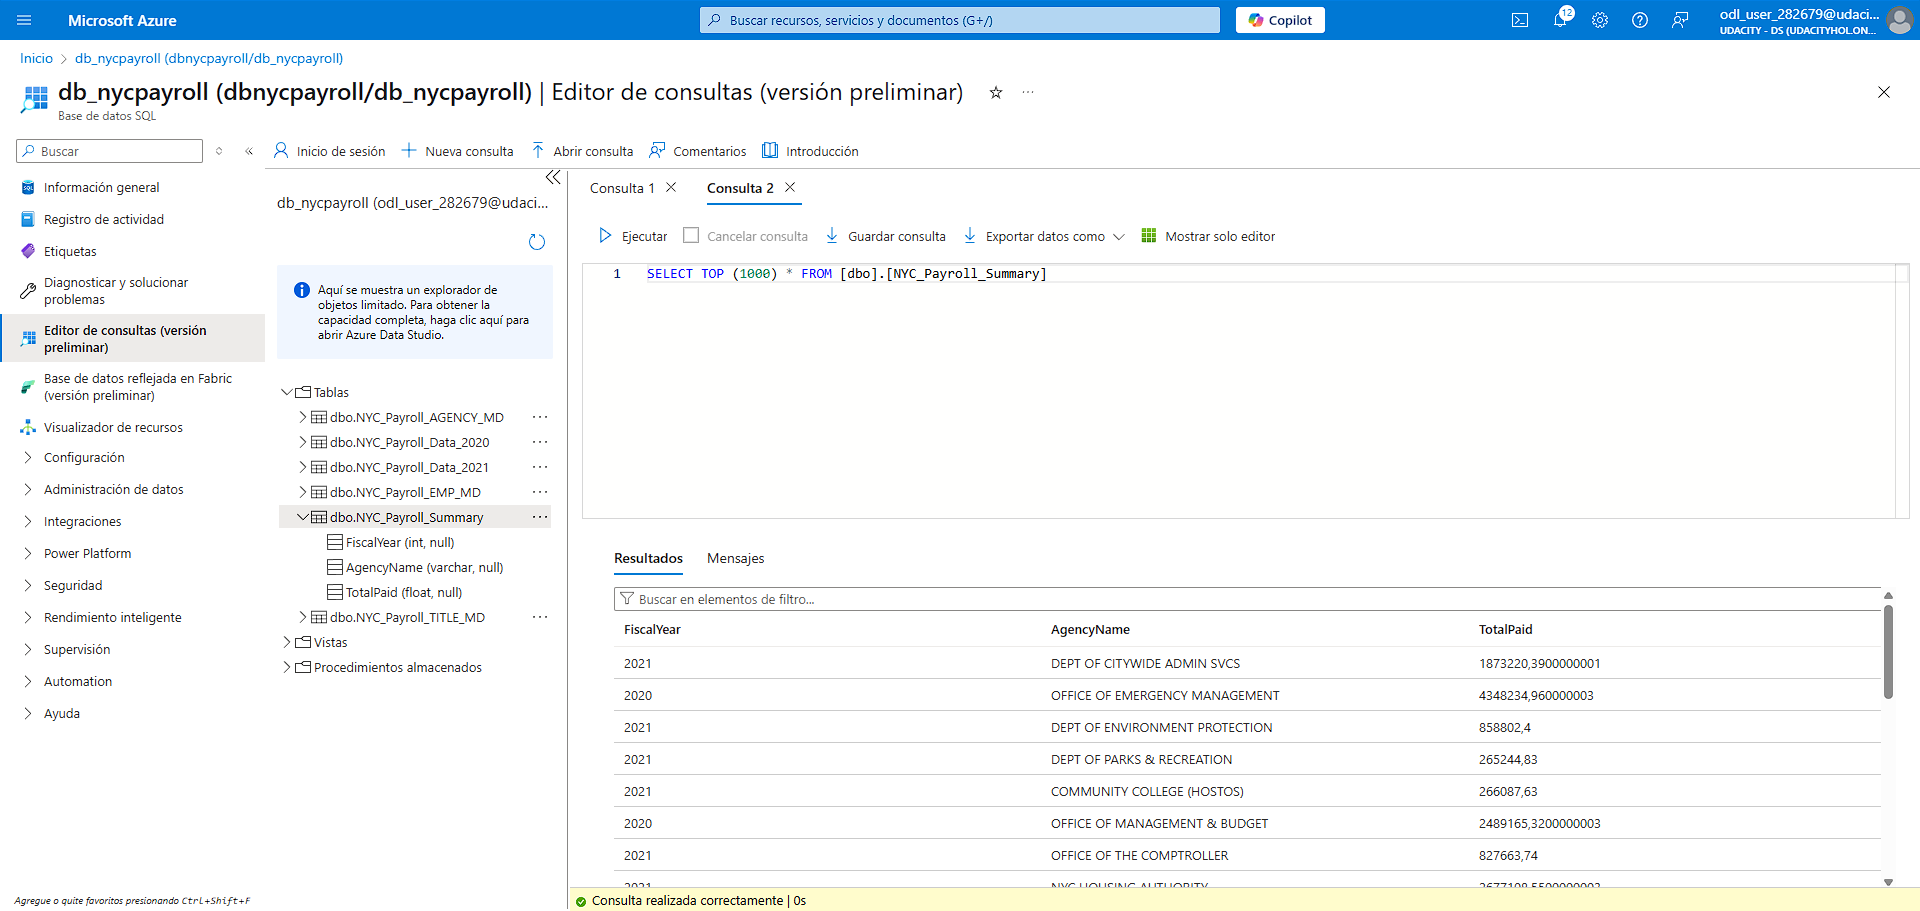 Microsoft Azure
Buscar recursos, servicios y documentos (G+/)
Copilot
12
odl_user_282679@udaci...
UDACITY - DS (UDACITYHOL.ON...
Inicio > db_nycpayroll (dbnycpayroll/db_nycpayroll)
db_nycpayroll (dbnycpayroll/db_nycpayroll) | Editor de consultas (versión preliminar)
Base de datos SQL
Buscar
Información general
Registro de actividad
Etiquetas
Diagnosticar y solucionar
problemas
Editor de consultas (versión
preliminar)
Base de datos reflejada en Fabric
(versión preliminar)
Visualizador de recursos
Configuración
Administración de datos
Integraciones
Power Platform
Seguridad
Rendimiento inteligente
Supervisión
Automation
Ayuda
Agregue o quite favoritos presionando Ctrl+Shift+F
Inicio de sesión
Nueva consulta
Abrir consulta
Comentarios
Introducción
db_nycpayroll (odl_user_282679@udaci...
Aquí se muestra un explorador de
objetos limitado. Para obtener la
capacidad completa, haga clic aquí para
abrir Azure Data Studio.
Tablas
dbo.NYC_Payroll_AGENCY_MD
dbo.NYC_Payroll_Data_2020
dbo.NYC_Payroll_Data_2021
dbo.NYC_Payroll_EMP_MD
dbo.NYC_Payroll_Summary
FiscalYear (int, null)
AgencyName (varchar, null)
TotalPaid (float, null)
dbo.NYC_Payroll_TITLE_MD
Vistas
Procedimientos almacenados
Consulta 1
Consulta 2
Ejecutar
Cancelar consulta
Guardar consulta
Exportar datos como
Mostrar solo editor
1 SELECT TOP (1000) * FROM [dbo].[NYC_Payroll_Summary]
Resultados
Mensajes
Buscar en elementos de filtro...
FiscalYear AgencyName TotalPaid
2021 DEPT OF CITYWIDE ADMIN SVCS 1873220,3900000001
2020 OFFICE OF EMERGENCY MANAGEMENT 4348234,960000003
2021 DEPT OF ENVIRONMENT PROTECTION 858802,4
2021 DEPT OF PARKS & RECREATION 265244,83
2021 COMMUNITY COLLEGE (HOSTOS) 266087,63
2020 OFFICE OF MANAGEMENT & BUDGET 2489165,3200000003
2021 OFFICE OF THE COMPTROLLER 827663,74
2021 NYC HOUSING AUTHORITY
Consulta realizada correctamente | 0s